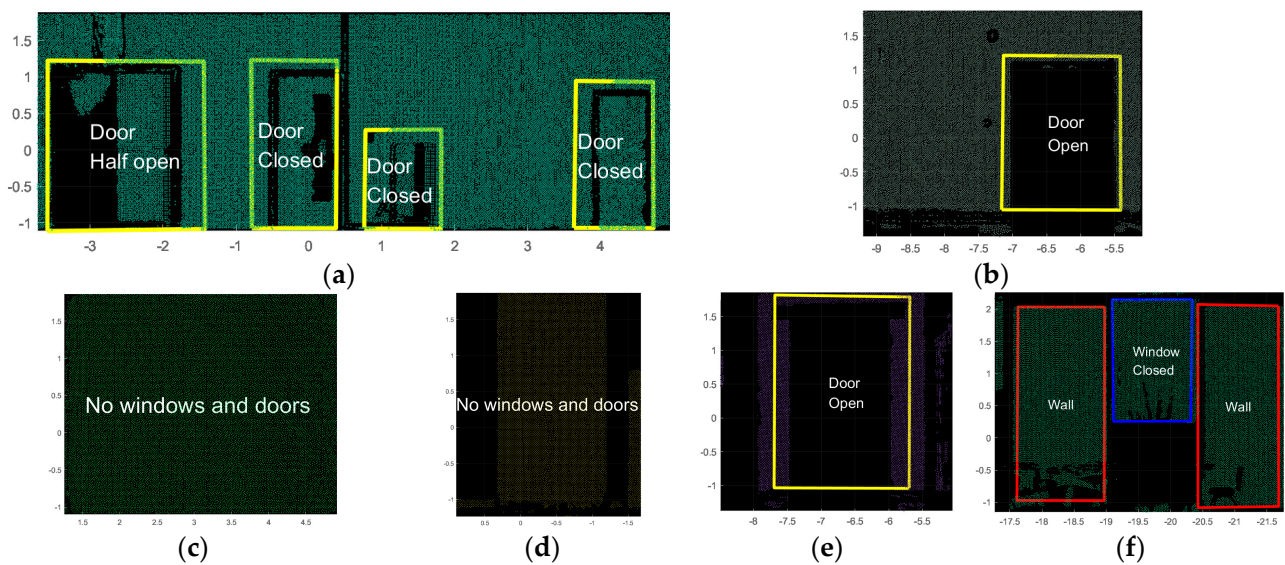 1.5
1
0.5
0
-0.5
-1
Door
Half open
Door
Closed
Door
Closed
Door
Closed
-3 -2 -1 0 1 2 3 4
(a)
1.5
1
0.5
0
-0.5
-1
Door
Open
-9 -8.5 -8 -7.5 -7 -6.5 -6 -5.5
(b)
1.5
1
0.5
0
-0.5
-1
No windows and doors
1.5 2 2.5 3 3.5 4 4.5
(c)
1.5
1
0.5
0
-0.5
-1
No windows and doors
0.5 0 -0.5 -1 -1.5
(d)
1.5
1
0.5
0
-0.5
-1
Door
Open
-8 -7.5 -7 -6.5 -6 -5.5 -5
(e)
2
1.5
1
0.5
0
-0.5
-1
Wall
Window
Closed
Wall
-17.5 -18 -18.5 -19 -19.5 -20 -20.5 -21 -21.5
(f)